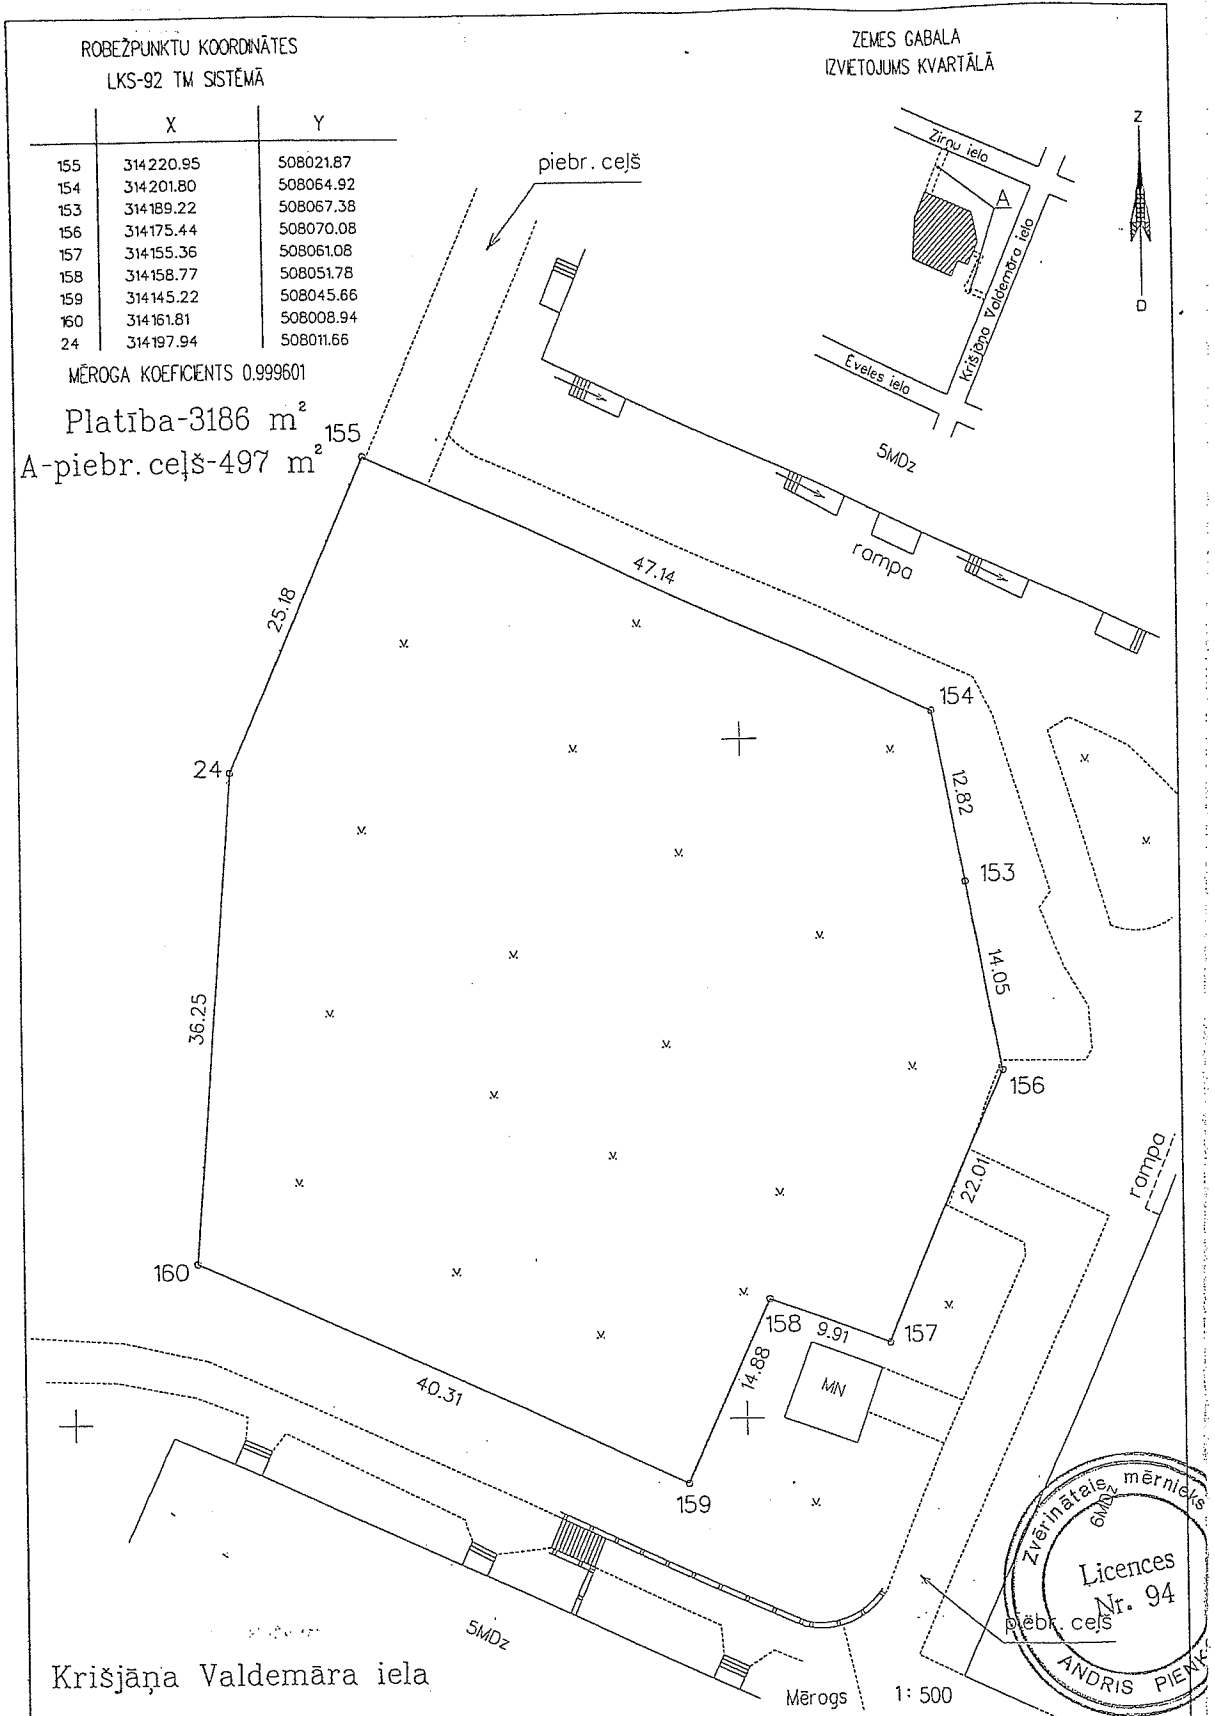 ROBEŽPUNKTU KOORDINĀTES
LKS-92 TM SISTĒMĀ
X Y
155 314220.95 508021.87
154 314201.80 508064.92
153 314189.22 508067.38
156 314175.44 508070.08
157 314155.36 508061.08
158 314158.77 508051.78
159 314145.22 508045.66
160 314161.81 508008.94
24 314197.94 508011.66
MĒROGA KOEFICIENTS 0.999601
Platība-3186 m²
A-piebr. ceļš-497 m²
ZEMES GABALA
IZVIETOJUMS KVARTĀLĀ
Zirņu iela
A
Krišjāņa Valdemāra iela
Ēveles iela
Z
D
piebr. ceļš
5MDz
rampa
155
47.14
25.18
154
24
12.82
153
14.05
36.25
156
rampa
22.01
160
158
9.91
157
14.88
MN
40.31
159
6MDz
Zvērinātais mērnieks
Licences
Nr. 94
ANDRIS
piebr. ceļš
5MDz
Krišjāņa Valdemāra iela
Mērogs 1: 500